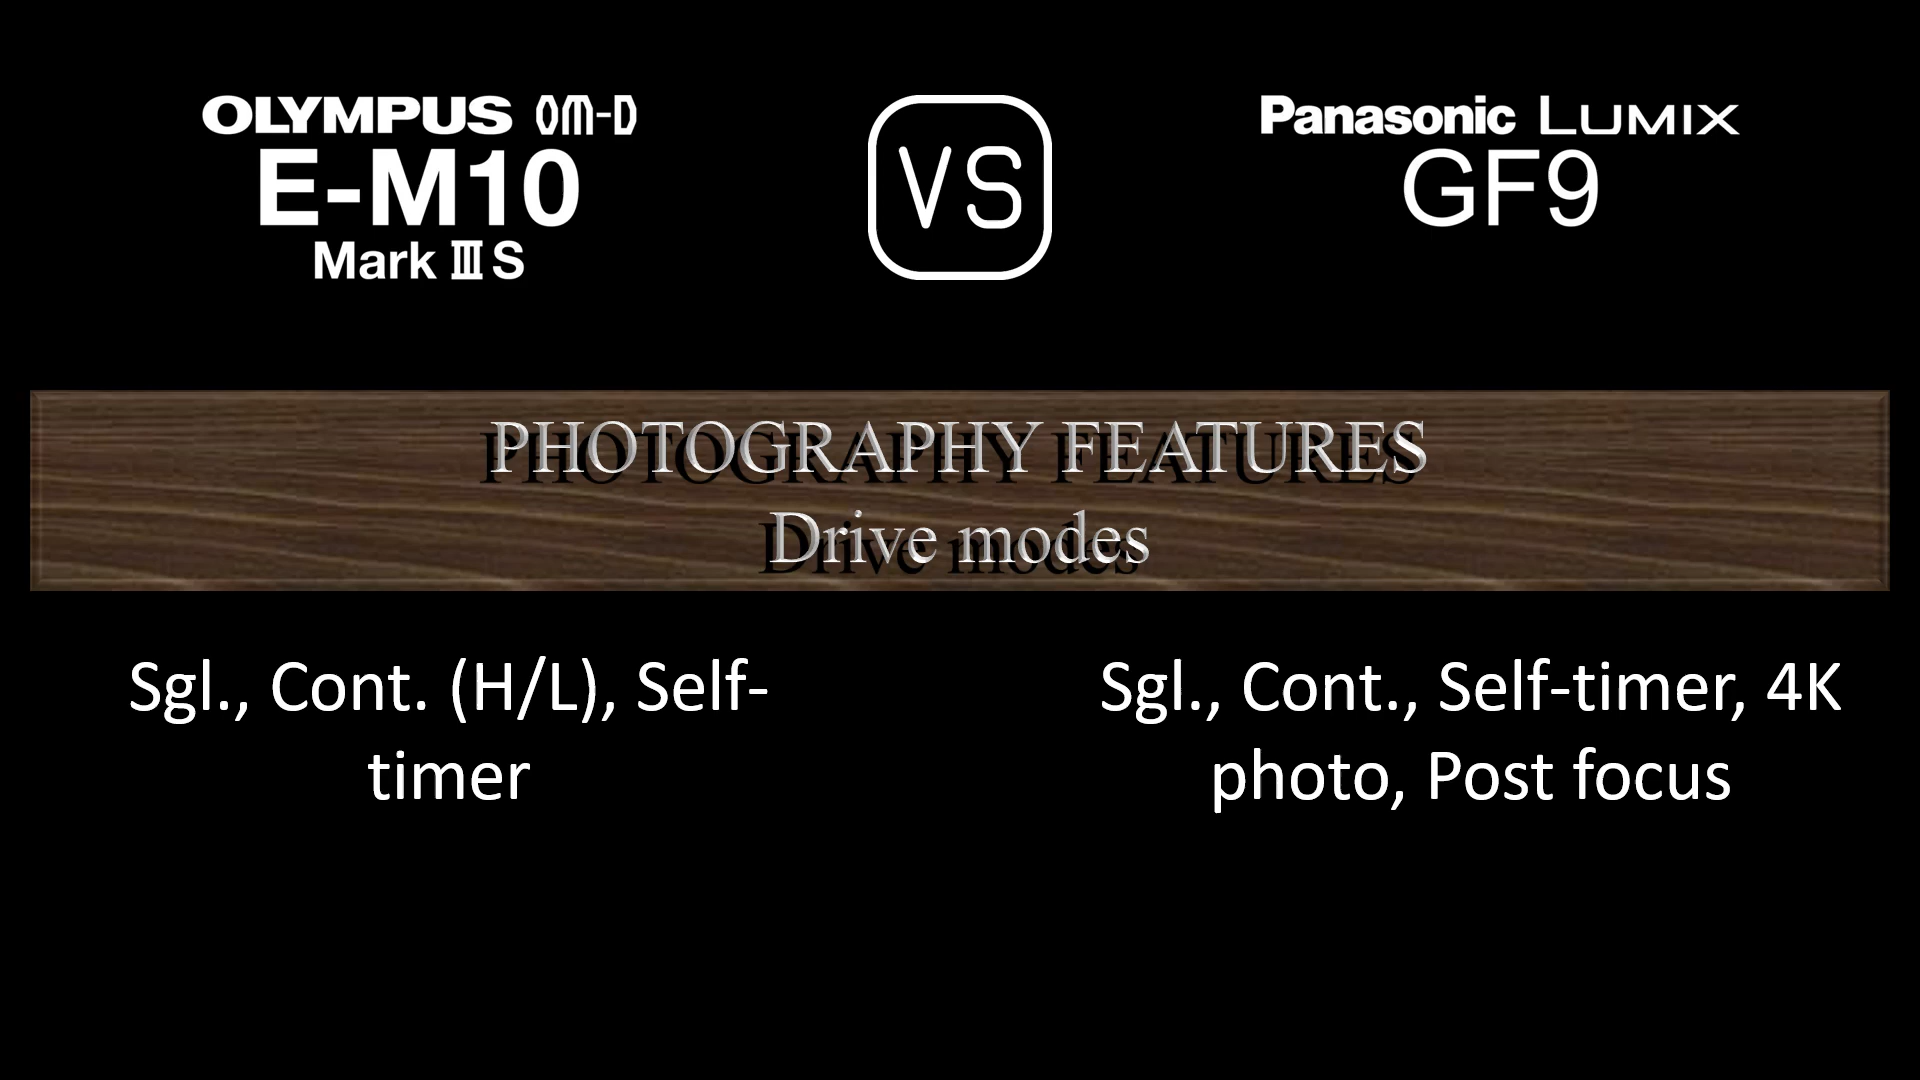 OLYMPUS OM-D
E-M10
Mark III S
VS
Panasonic LUMIX
GF9
PHOTOGRAPHY FEATURES
Drive modes
Sgl., Cont. (H/L), Self-
timer
Sgl., Cont., Self-timer, 4K
photo, Post focus